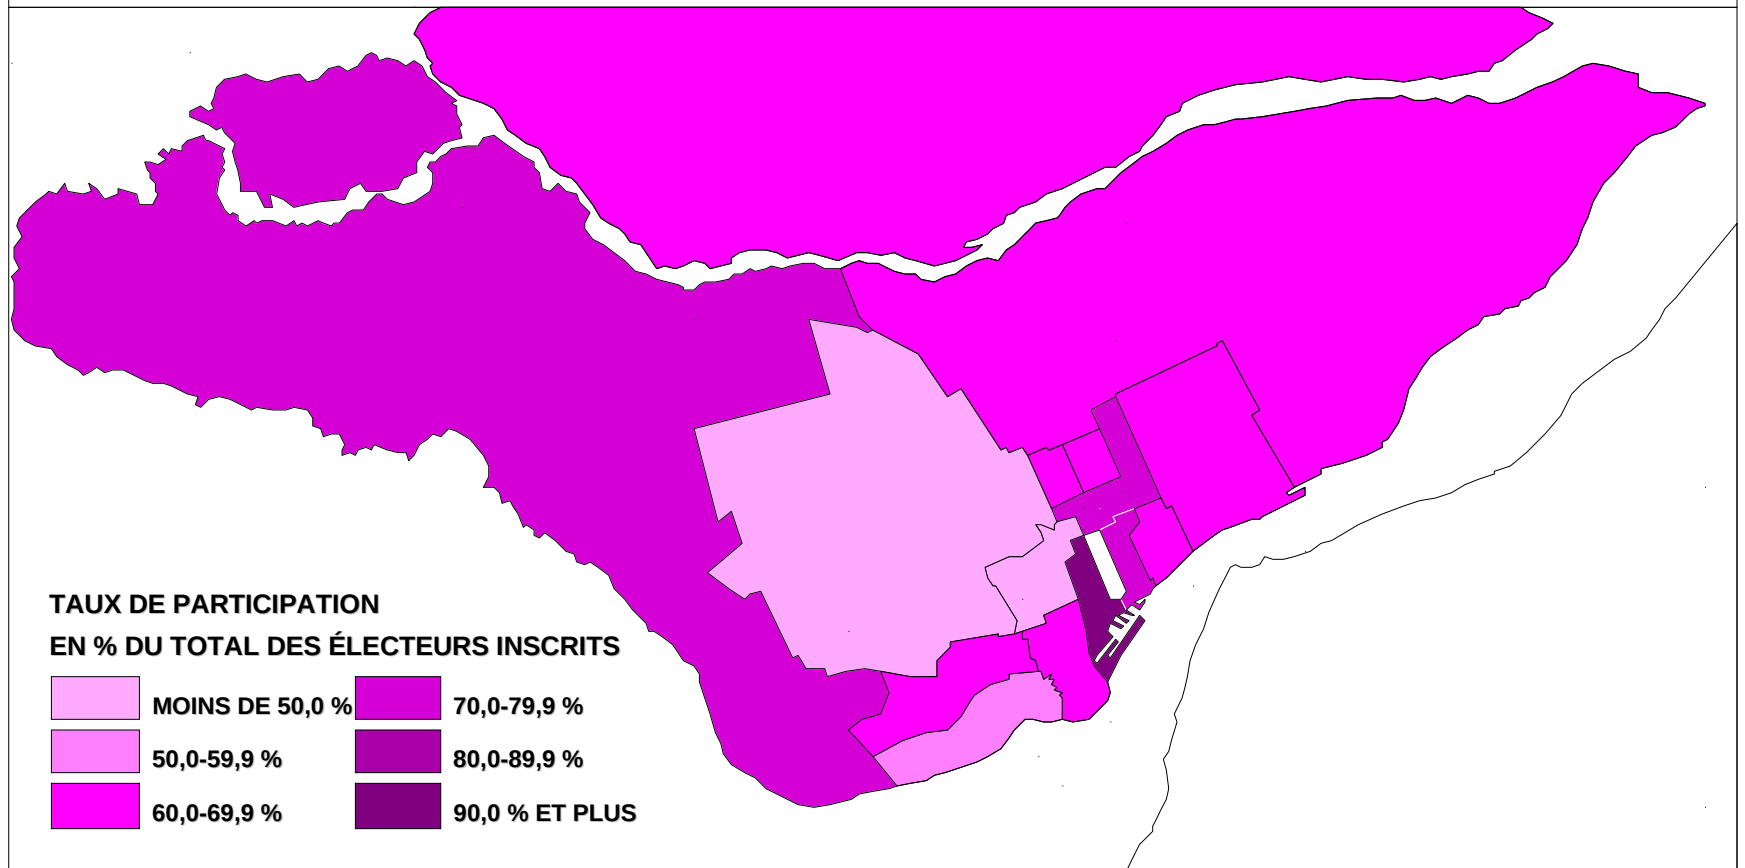 TAUX DE PARTICIPATION
EN % DU TOTAL DES ÉLECTEURS INSCRITS
MOINS DE 50,0 %
50,0-59,9 %
60,0-69,9 %
70,0-79,9 %
80,0-89,9 %
90,0 % ET PLUS